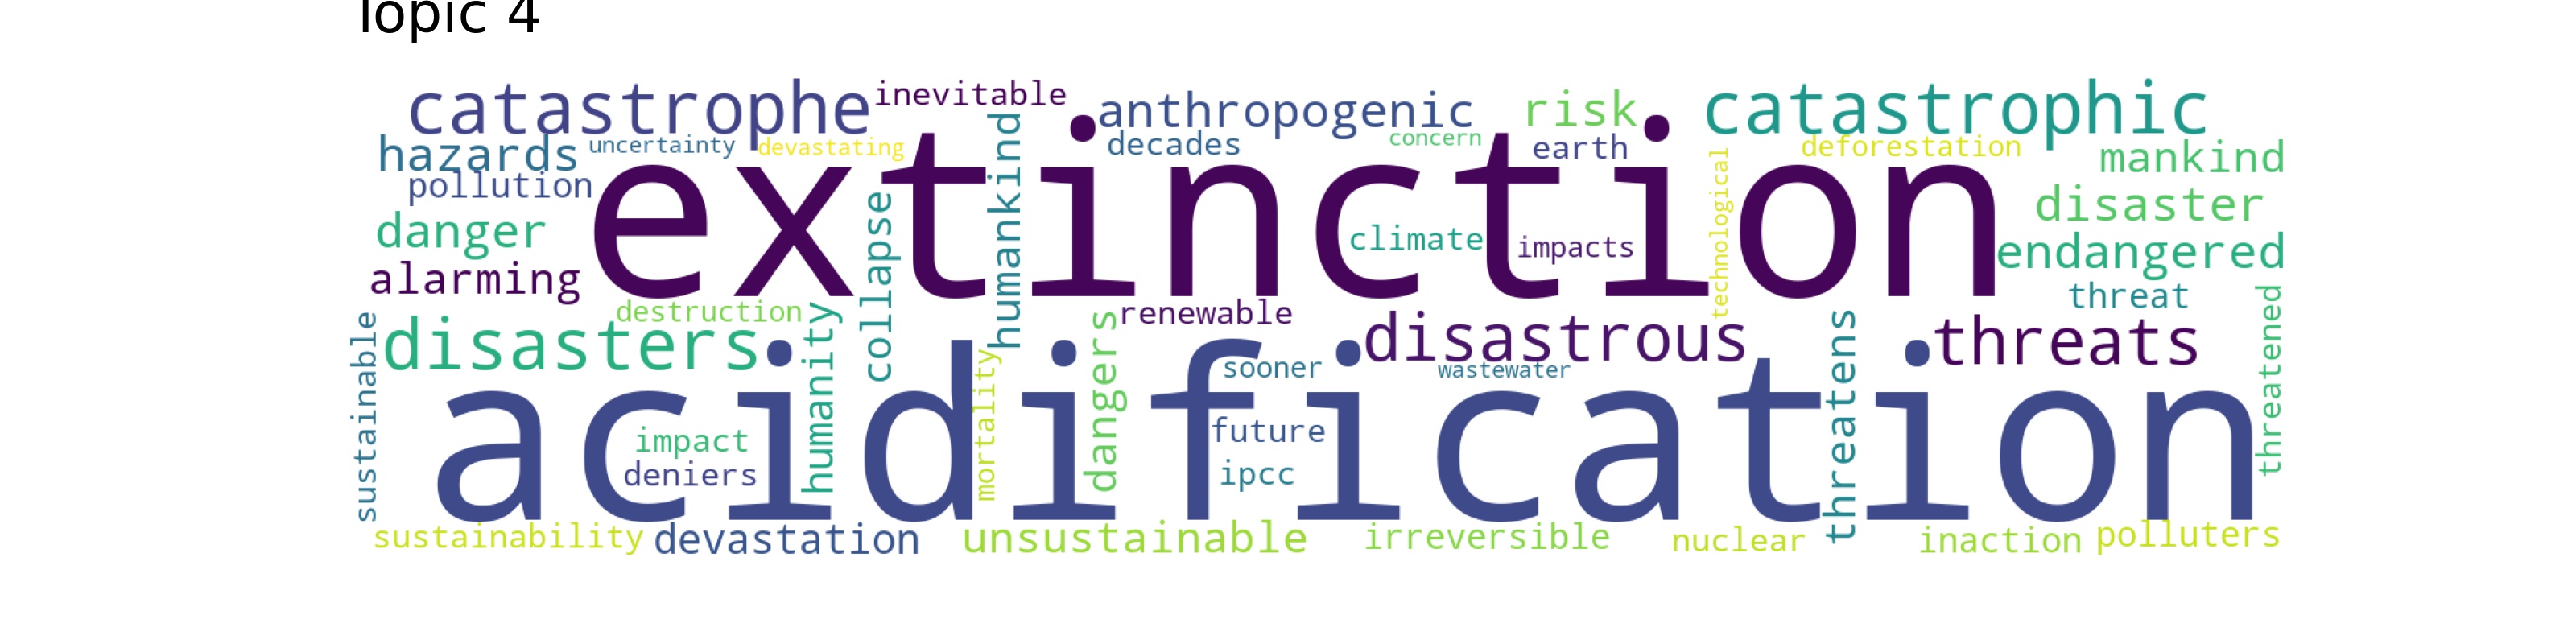 Topic 4
catastrophe inevitable anthropogenic risk catastrophic
hazards uncertainty devastating humankind decades concern earth technological deforestation mankind
pollution extinction disaster
danger collapse climate impacts endangered
alarming destruction renewable threat threatened
sustainable disasters humanity mortality dangers sooner disastrous wastewater threatens threats
acidification
impact future
deniers ipcc
sustainability devastation unsustainable irreversible nuclear inaction polluters